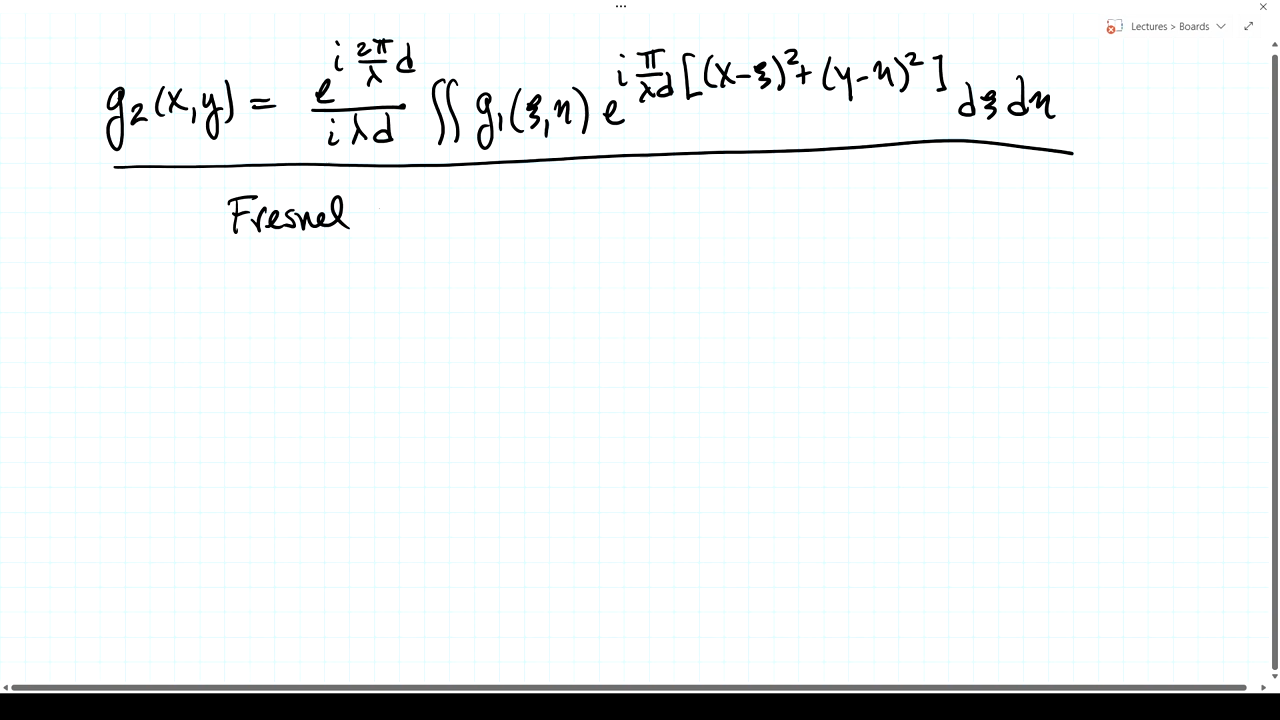 ...
Lectures > Boards
g₂(x,y) = e^{i 2π/λ d} / iλd ∬ g₁(ξ,η) e^{i π/λd [(x-ξ)² + (y-η)²]} dξ dη
Fresnel